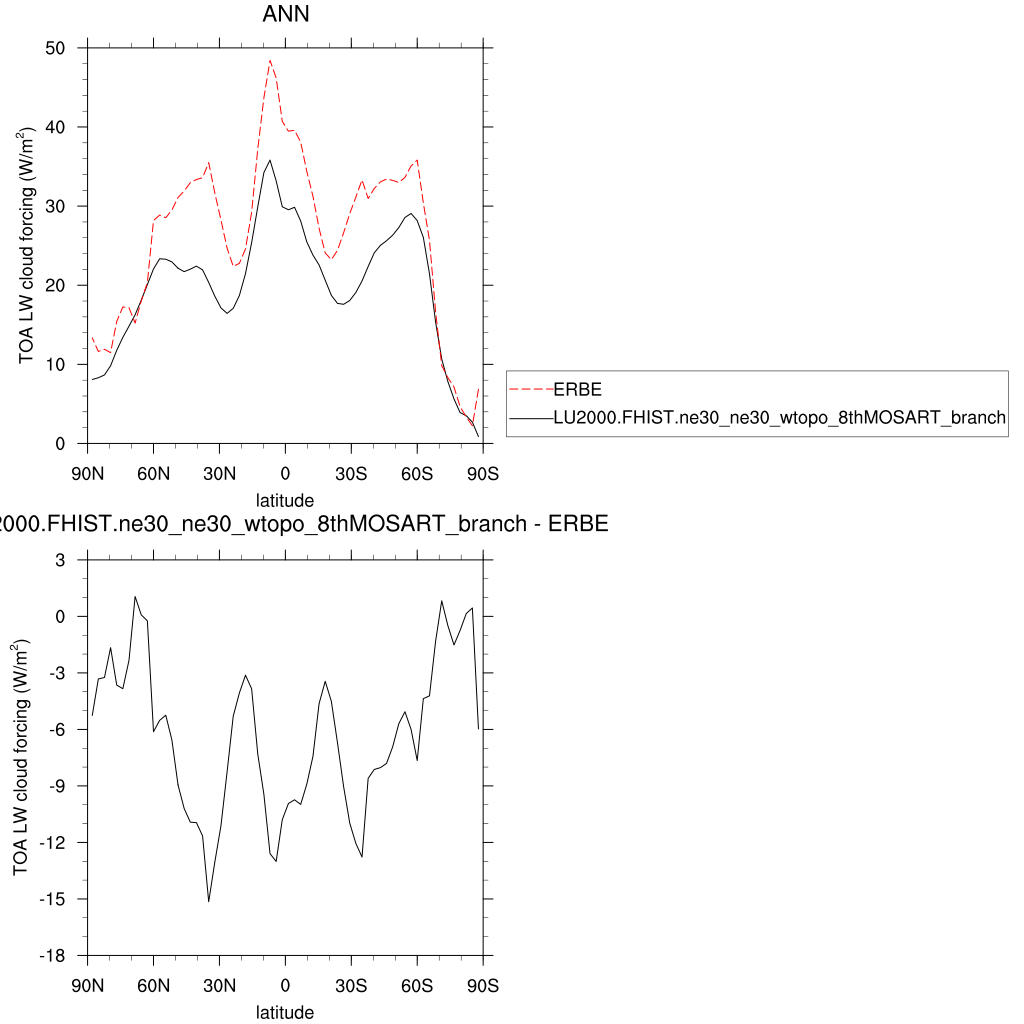 ANN
50
40
30
20
10
0
TOA LW cloud forcing (W/m²)
90N 60N 30N 0 30S 60S 90S
latitude
ERBE
LU2000.FHIST.ne30_ne30_wtopo_8thMOSART_branch
2000.FHIST.ne30_ne30_wtopo_8thMOSART_branch - ERBE
3
0
-3
-6
-9
-12
-15
-18
TOA LW cloud forcing (W/m²)
90N 60N 30N 0 30S 60S 90S
latitude